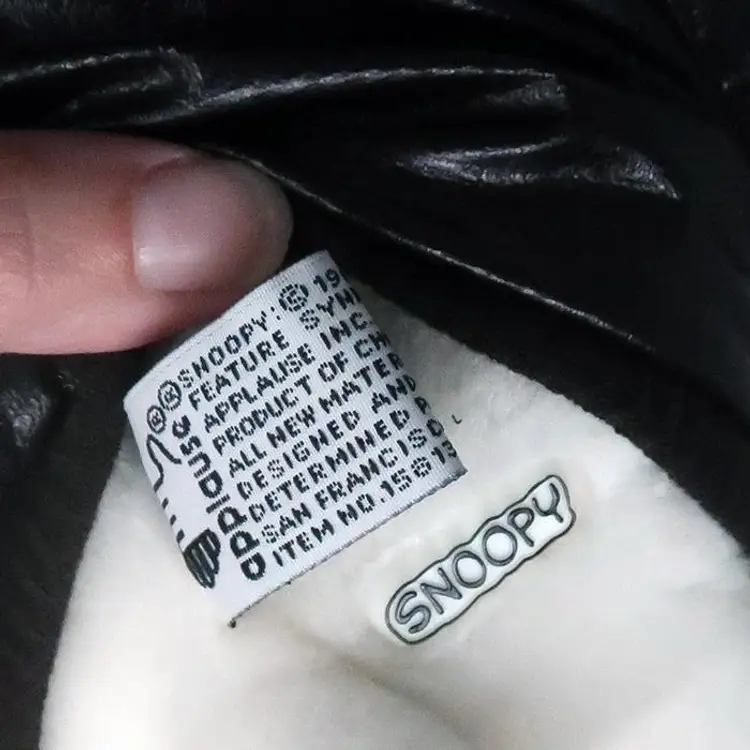 ®SNOOPY: © 19
FEATURE SYN
APPLAUSE INC.
PRODUCT OF CH
ALL NEW MATER
DESIGNED AND
DETERMINED P
SAN FRANCISCO
ITEM NO.15
applause
SNOOPY